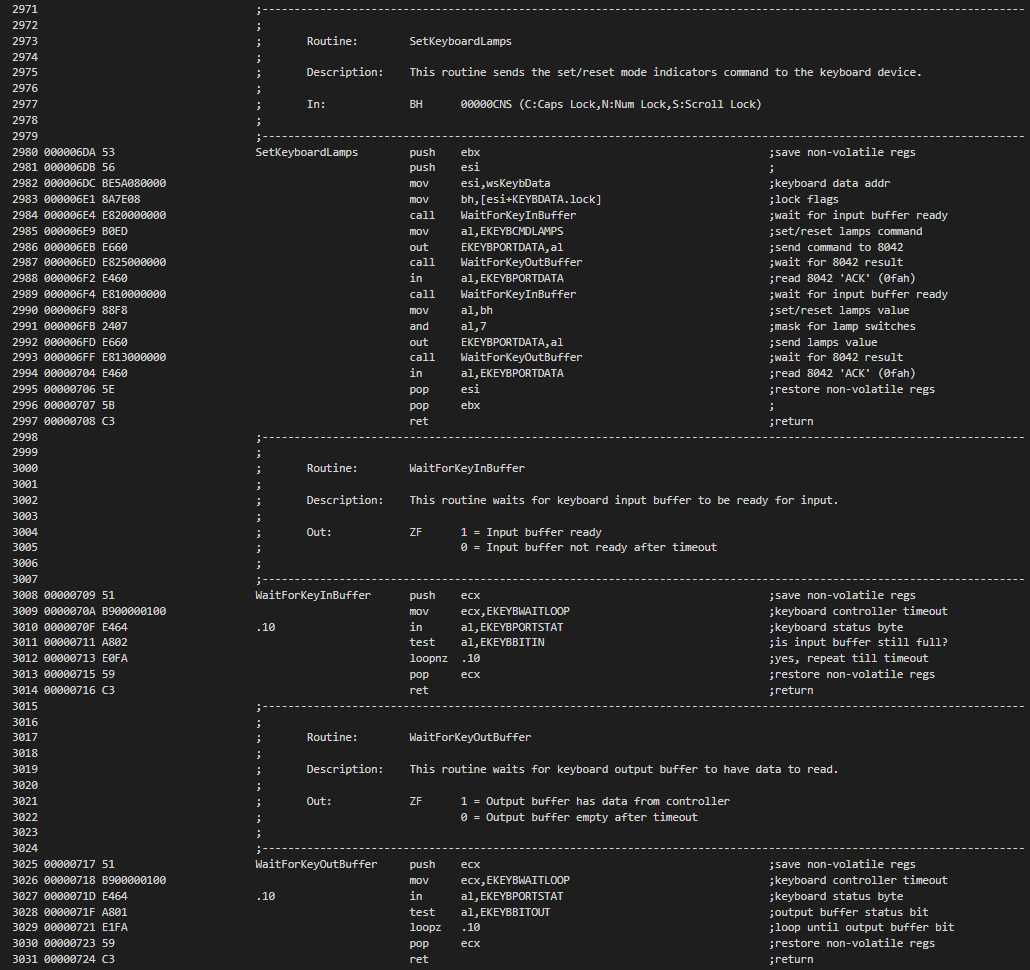 2971 ;-----------------------------------------------------------------------------------------------------------------------
2972 ;
2973 ; Routine: SetKeyboardLamps
2974 ;
2975 ; Description: This routine sends the set/reset mode indicators command to the keyboard device.
2976 ;
2977 ; In: BH 00000CNS (C:Caps Lock,N:Num Lock,S:Scroll Lock)
2978 ;
2979 ;-----------------------------------------------------------------------------------------------------------------------
2980 000006DA 53 SetKeyboardLamps push ebx ;save non-volatile regs
2981 000006DB 56 push esi ;
2982 000006DC BE5A080000 mov esi,wsKeybData ;keyboard data addr
2983 000006E1 8A7E08 mov bh,[esi+KEYBDATA.lock] ;lock flags
2984 000006E4 E820000000 call WaitForKeyInBuffer ;wait for input buffer ready
2985 000006E9 B0ED mov al,EKEYBCMDLAMPS ;set/reset lamps command
2986 000006EB E660 out EKEYBPORTDATA,al ;send command to 8042
2987 000006ED E825000000 call WaitForKeyOutBuffer ;wait for 8042 result
2988 000006F2 E460 in al,EKEYBPORTDATA ;read 8042 'ACK' (0fah)
2989 000006F4 E810000000 call WaitForKeyInBuffer ;wait for input buffer ready
2990 000006F9 88F8 mov al,bh ;set/reset lamps value
2991 000006FB 2407 and al,7 ;mask for lamp switches
2992 000006FD E660 out EKEYBPORTDATA,al ;send lamps value
2993 000006FF E813000000 call WaitForKeyOutBuffer ;wait for 8042 result
2994 00000704 E460 in al,EKEYBPORTDATA ;read 8042 'ACK' (0fah)
2995 00000706 5E pop esi ;restore non-volatile regs
2996 00000707 5B pop ebx ;
2997 00000708 C3 ret ;return
2998 ;-----------------------------------------------------------------------------------------------------------------------
2999 ;
3000 ; Routine: WaitForKeyInBuffer
3001 ;
3002 ; Description: This routine waits for keyboard input buffer to be ready for input.
3003 ;
3004 ; Out: ZF 1 = Input buffer ready
3005 ; 0 = Input buffer not ready after timeout
3006 ;
3007 ;-----------------------------------------------------------------------------------------------------------------------
3008 00000709 51 WaitForKeyInBuffer push ecx ;save non-volatile regs
3009 0000070A B900000100 mov ecx,EKEYBWAITLOOP ;keyboard controller timeout
3010 0000070F E464 .10 in al,EKEYBPORTSTAT ;keyboard status byte
3011 00000711 A802 test al,EKEYBBITIN ;is input buffer still full?
3012 00000713 E0FA loopnz .10 ;yes, repeat till timeout
3013 00000715 59 pop ecx ;restore non-volatile regs
3014 00000716 C3 ret ;return
3015 ;-----------------------------------------------------------------------------------------------------------------------
3016 ;
3017 ; Routine: WaitForKeyOutBuffer
3018 ;
3019 ; Description: This routine waits for keyboard output buffer to have data to read.
3020 ;
3021 ; Out: ZF 1 = Output buffer has data from controller
3022 ; 0 = Output buffer empty after timeout
3023 ;
3024 ;-----------------------------------------------------------------------------------------------------------------------
3025 00000717 51 WaitForKeyOutBuffer push ecx ;save non-volatile regs
3026 00000718 B900000100 mov ecx,EKEYBWAITLOOP ;keyboard controller timeout
3027 0000071D E464 .10 in al,EKEYBPORTSTAT ;keyboard status byte
3028 0000071F A801 test al,EKEYBBITOUT ;output buffer status bit
3029 00000721 E1FA loopz .10 ;loop until output buffer bit
3030 00000723 59 pop ecx ;restore non-volatile regs
3031 00000724 C3 ret ;return